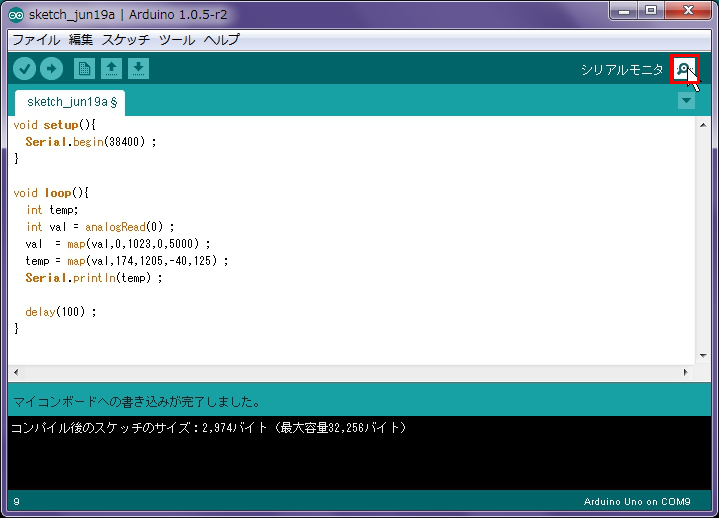 sketch_jun19a | Arduino 1.0.5-r2
ファイル 編集 スケッチ ツール ヘルプ
シリアルモニタ
sketch_jun19a §
void setup(){
  Serial.begin(38400) ;
}
void loop(){
  int temp;
  int val = analogRead(0) ;
  val  = map(val,0,1023,0,5000) ;
  temp = map(val,174,1205,-40,125) ;
  Serial.println(temp) ;
  delay(100) ;
}
マイコンボードへの書き込みが完了しました。
コンパイル後のスケッチのサイズ：2,974バイト（最大容量32,256バイト）
9
Arduino Uno on COM9